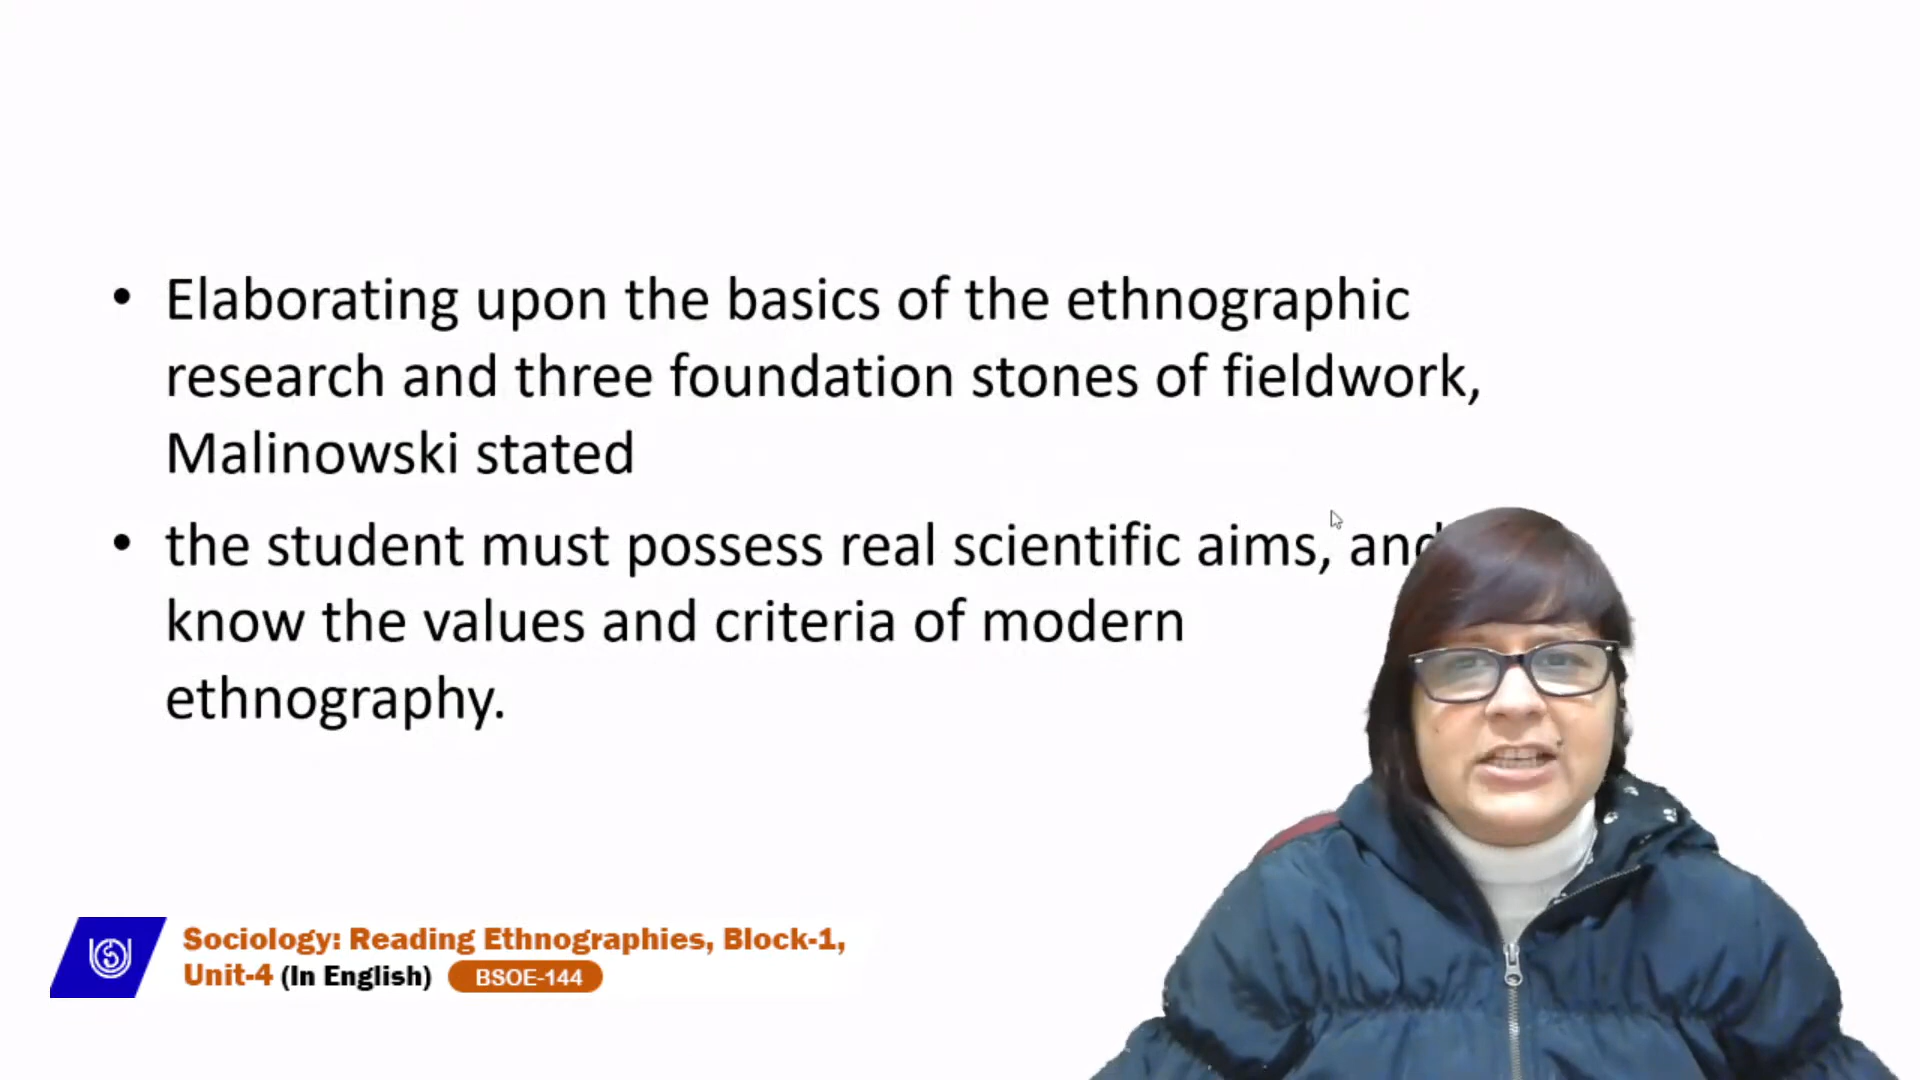 • Elaborating upon the basics of the ethnographic
research and three foundation stones of fieldwork,
Malinowski stated
• the student must possess real scientific aims, and
know the values and criteria of modern
ethnography.
Sociology: Reading Ethnographies, Block-1,
Unit-4 (In English) BSOE-144